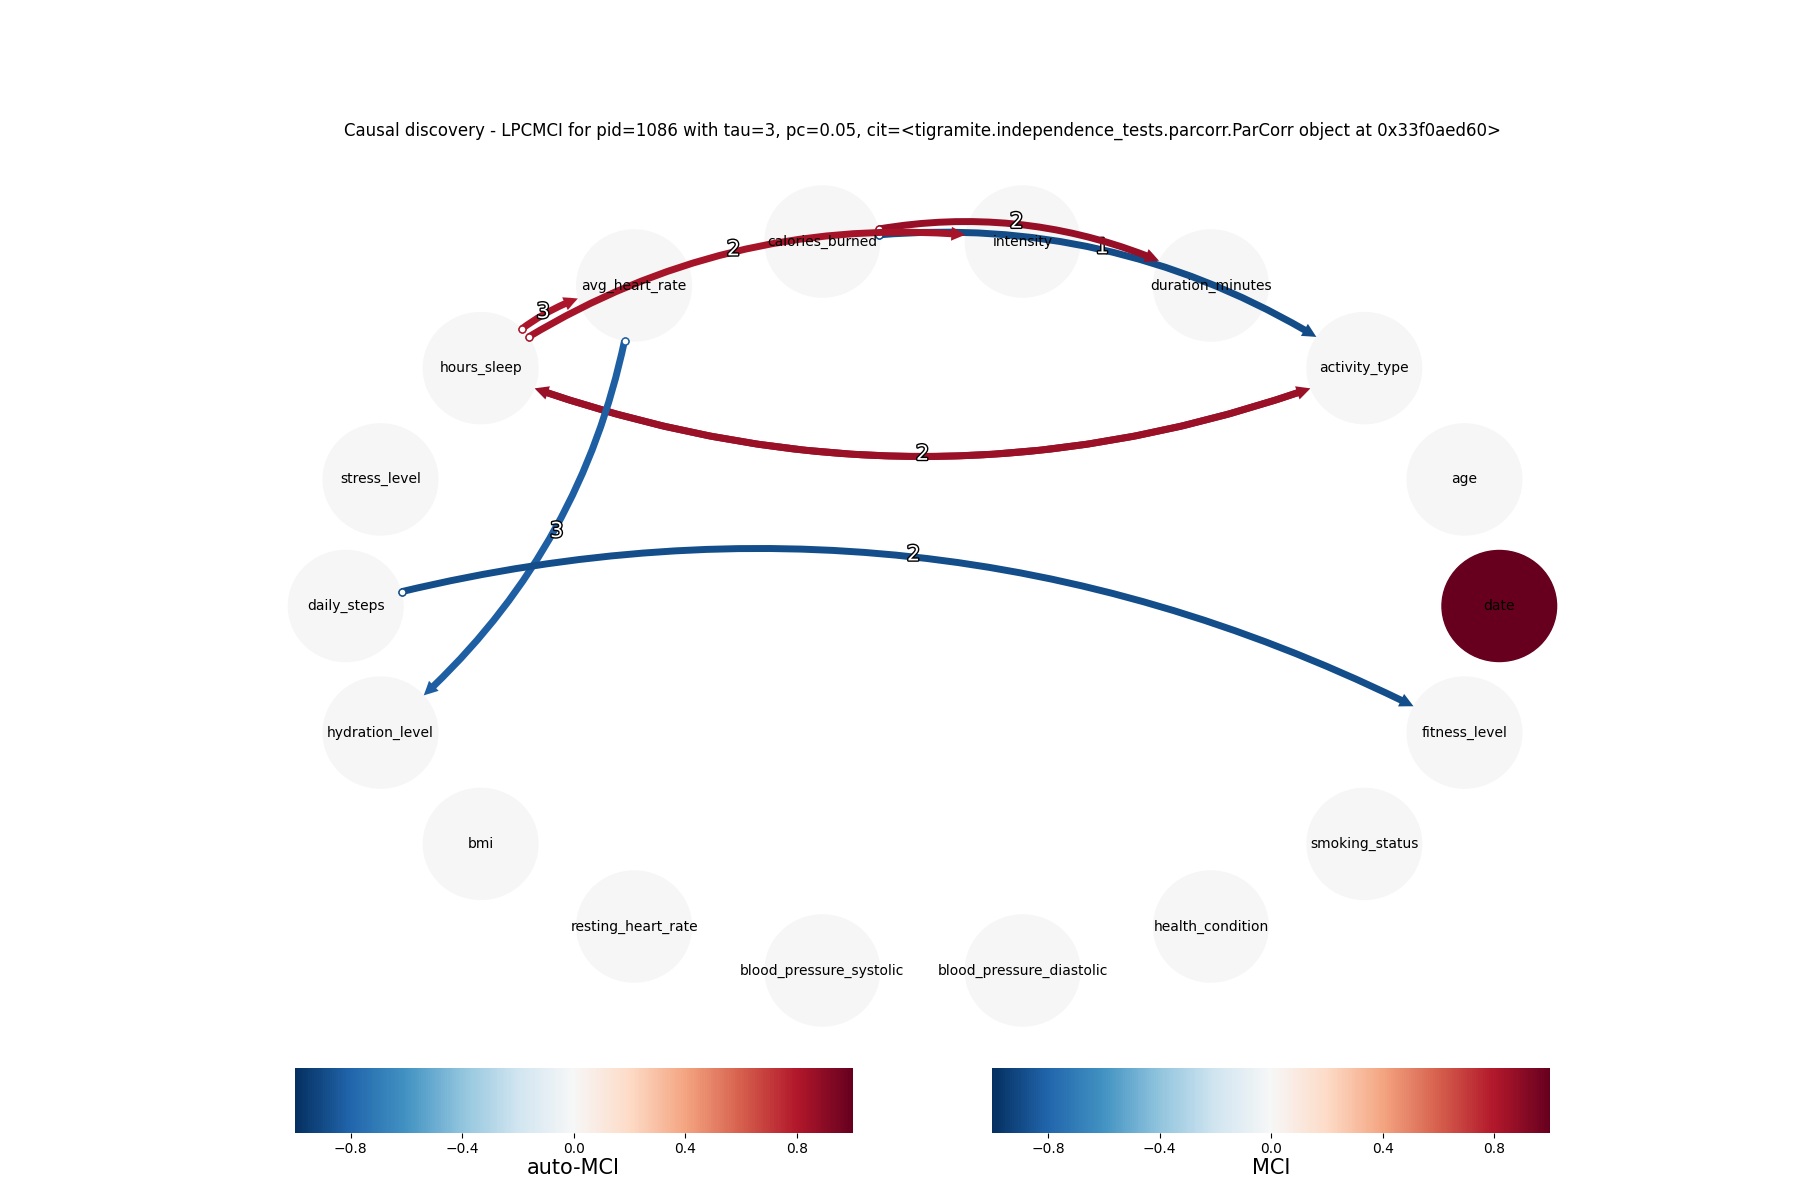 Causal discovery - LPCMCI for pid=1086 with tau=3, pc=0.05, cit=<tigramite.independence_tests.parcorr.ParCorr object at 0x33f0aed60>
2
calories_burned
intensity
2
1
avg_heart_rate
duration_minutes
3
hours_sleep
activity_type
2
stress_level
age
3
2
daily_steps
date
hydration_level
fitness_level
bmi
smoking_status
resting_heart_rate
health_condition
blood_pressure_systolic
blood_pressure_diastolic
−0.8 −0.4 0.0 0.4 0.8
auto-MCI
−0.8 −0.4 0.0 0.4 0.8
MCI